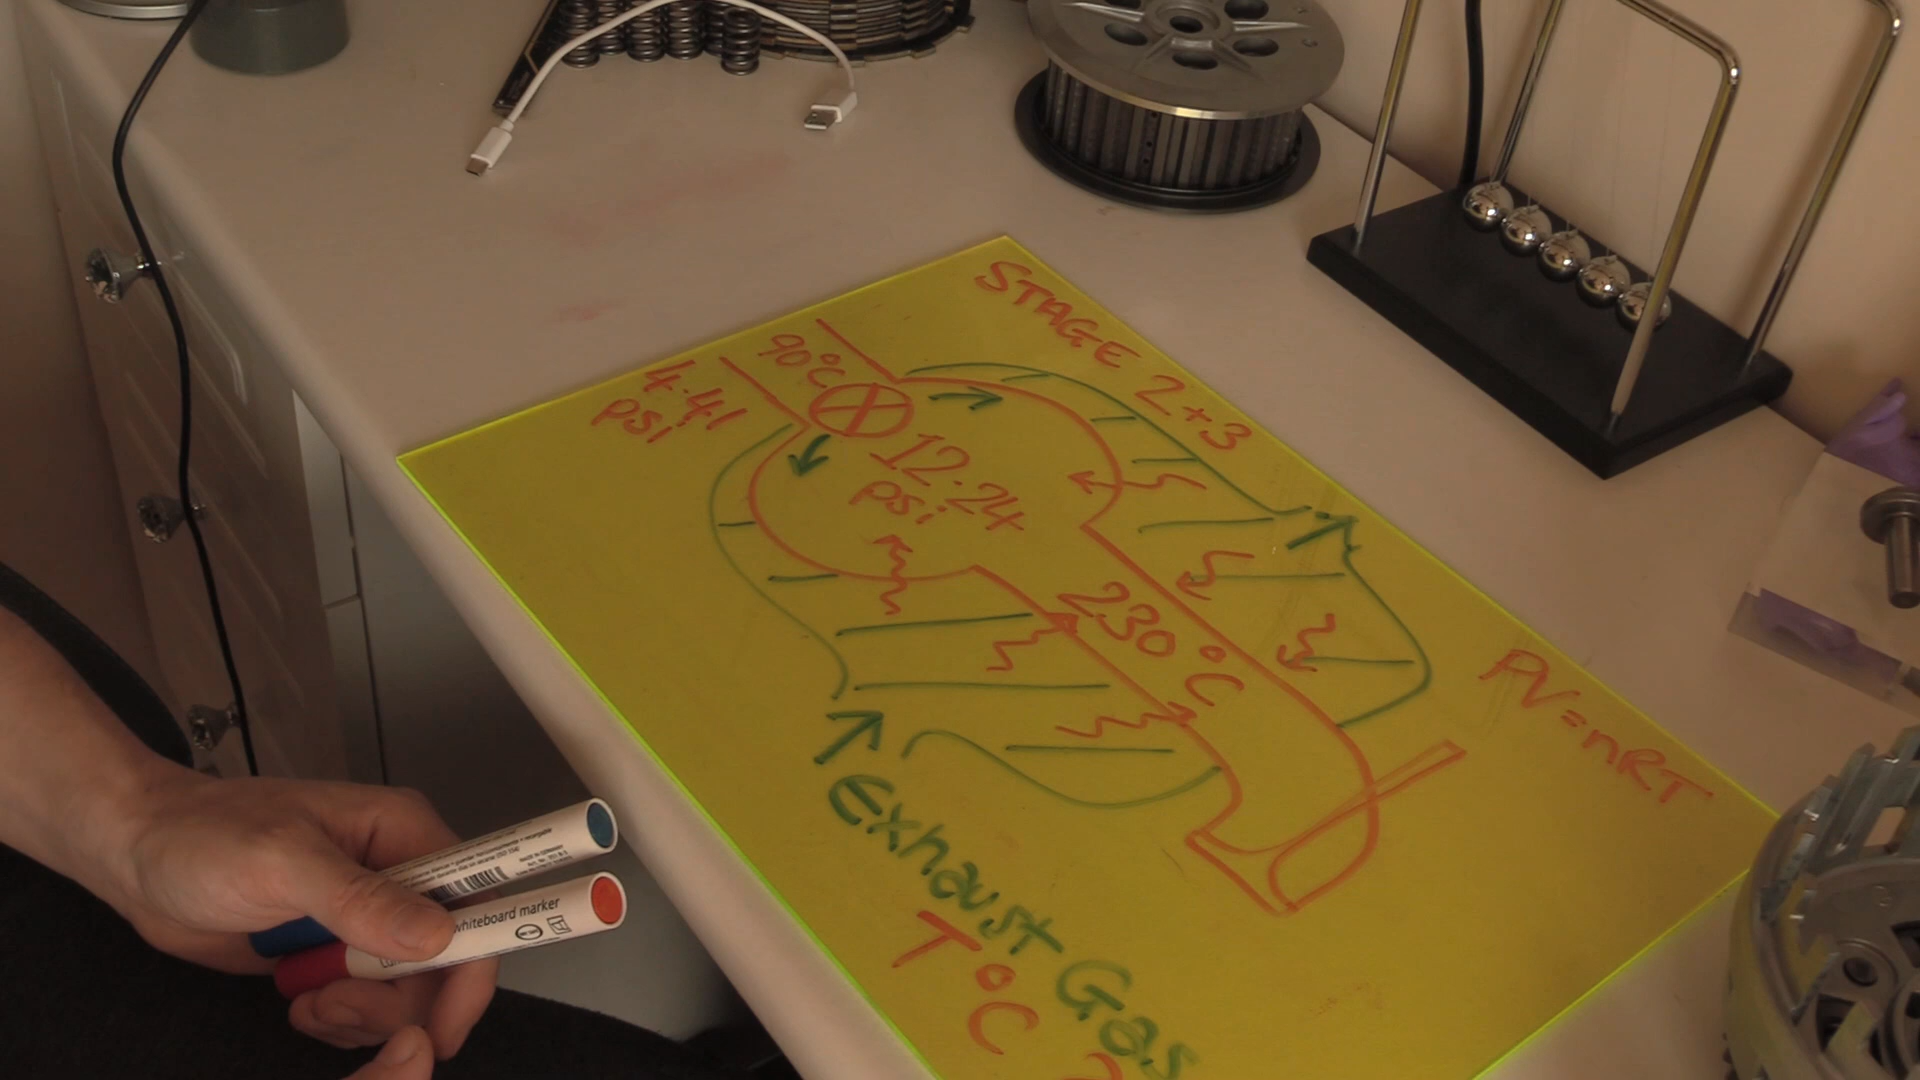 STAGE 2+3
90°C
4.41
psi
12.24
psi
230°C
PV=nRT
Exhaust Gas
T°C
whiteboard marker